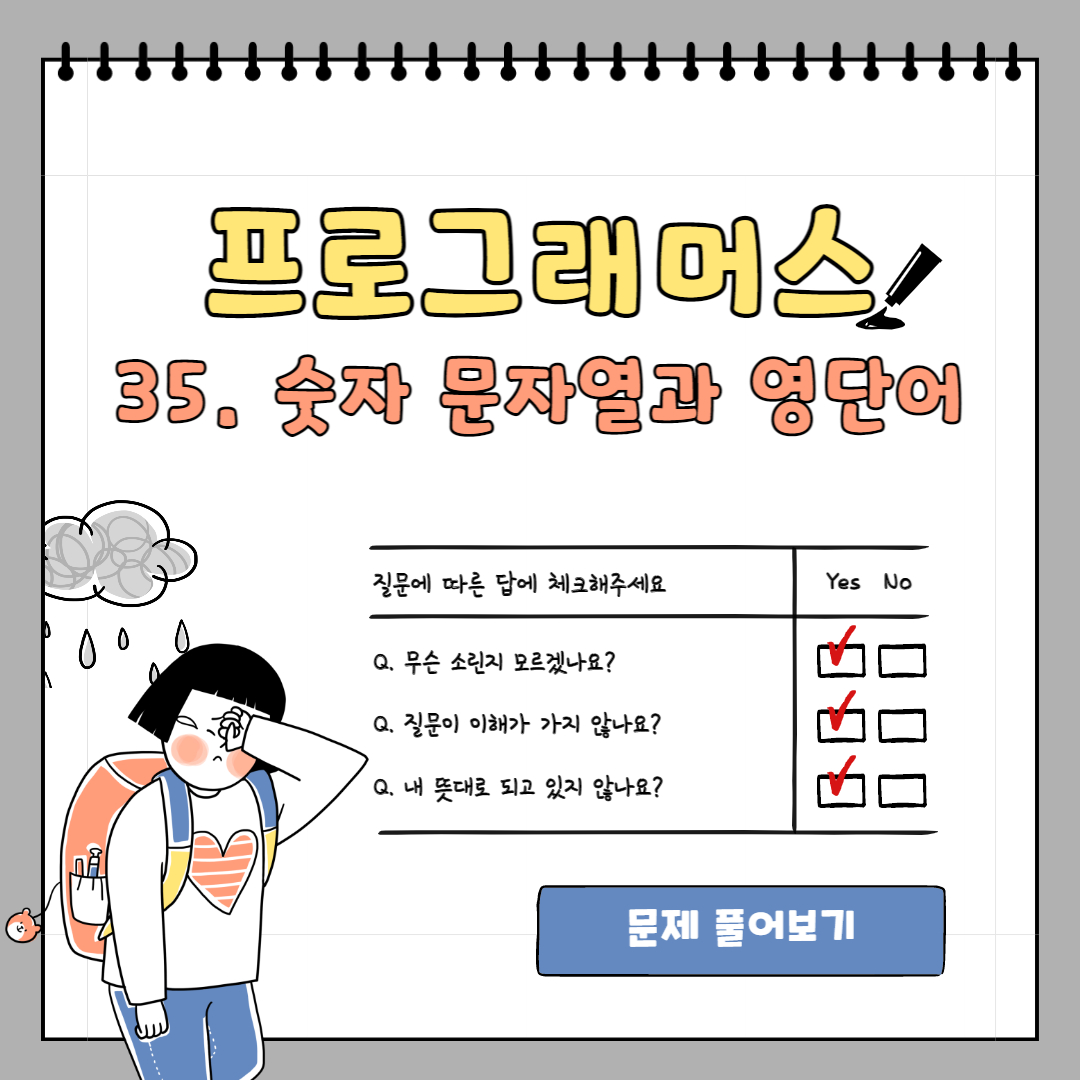 프로그래머스
35. 숫자 문자열과 영단어
질문에 따른 답에 체크해주세요 Yes No
Q. 무슨 소린지 모르겠나요?
Q. 질문이 이해가 가지 않나요?
Q. 내 뜻대로 되고 있지 않나요?
문제 풀어보기